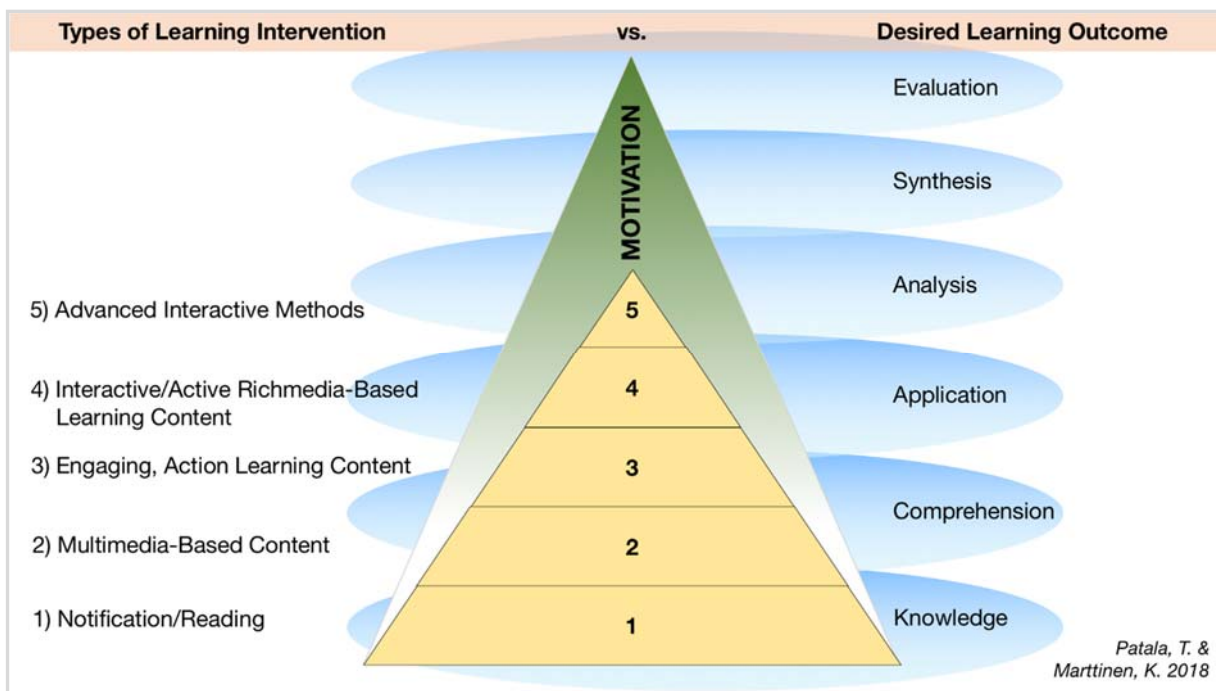 Types of Learning Intervention vs. Desired Learning Outcome
Evaluation
MOTIVATION
Synthesis
Analysis
5) Advanced Interactive Methods
5
4) Interactive/Active Richmedia-Based
Learning Content
4
Application
3) Engaging, Action Learning Content
3
Comprehension
2) Multimedia-Based Content
2
1) Notification/Reading
1
Knowledge
Patala, T. &
Marttinen, K. 2018